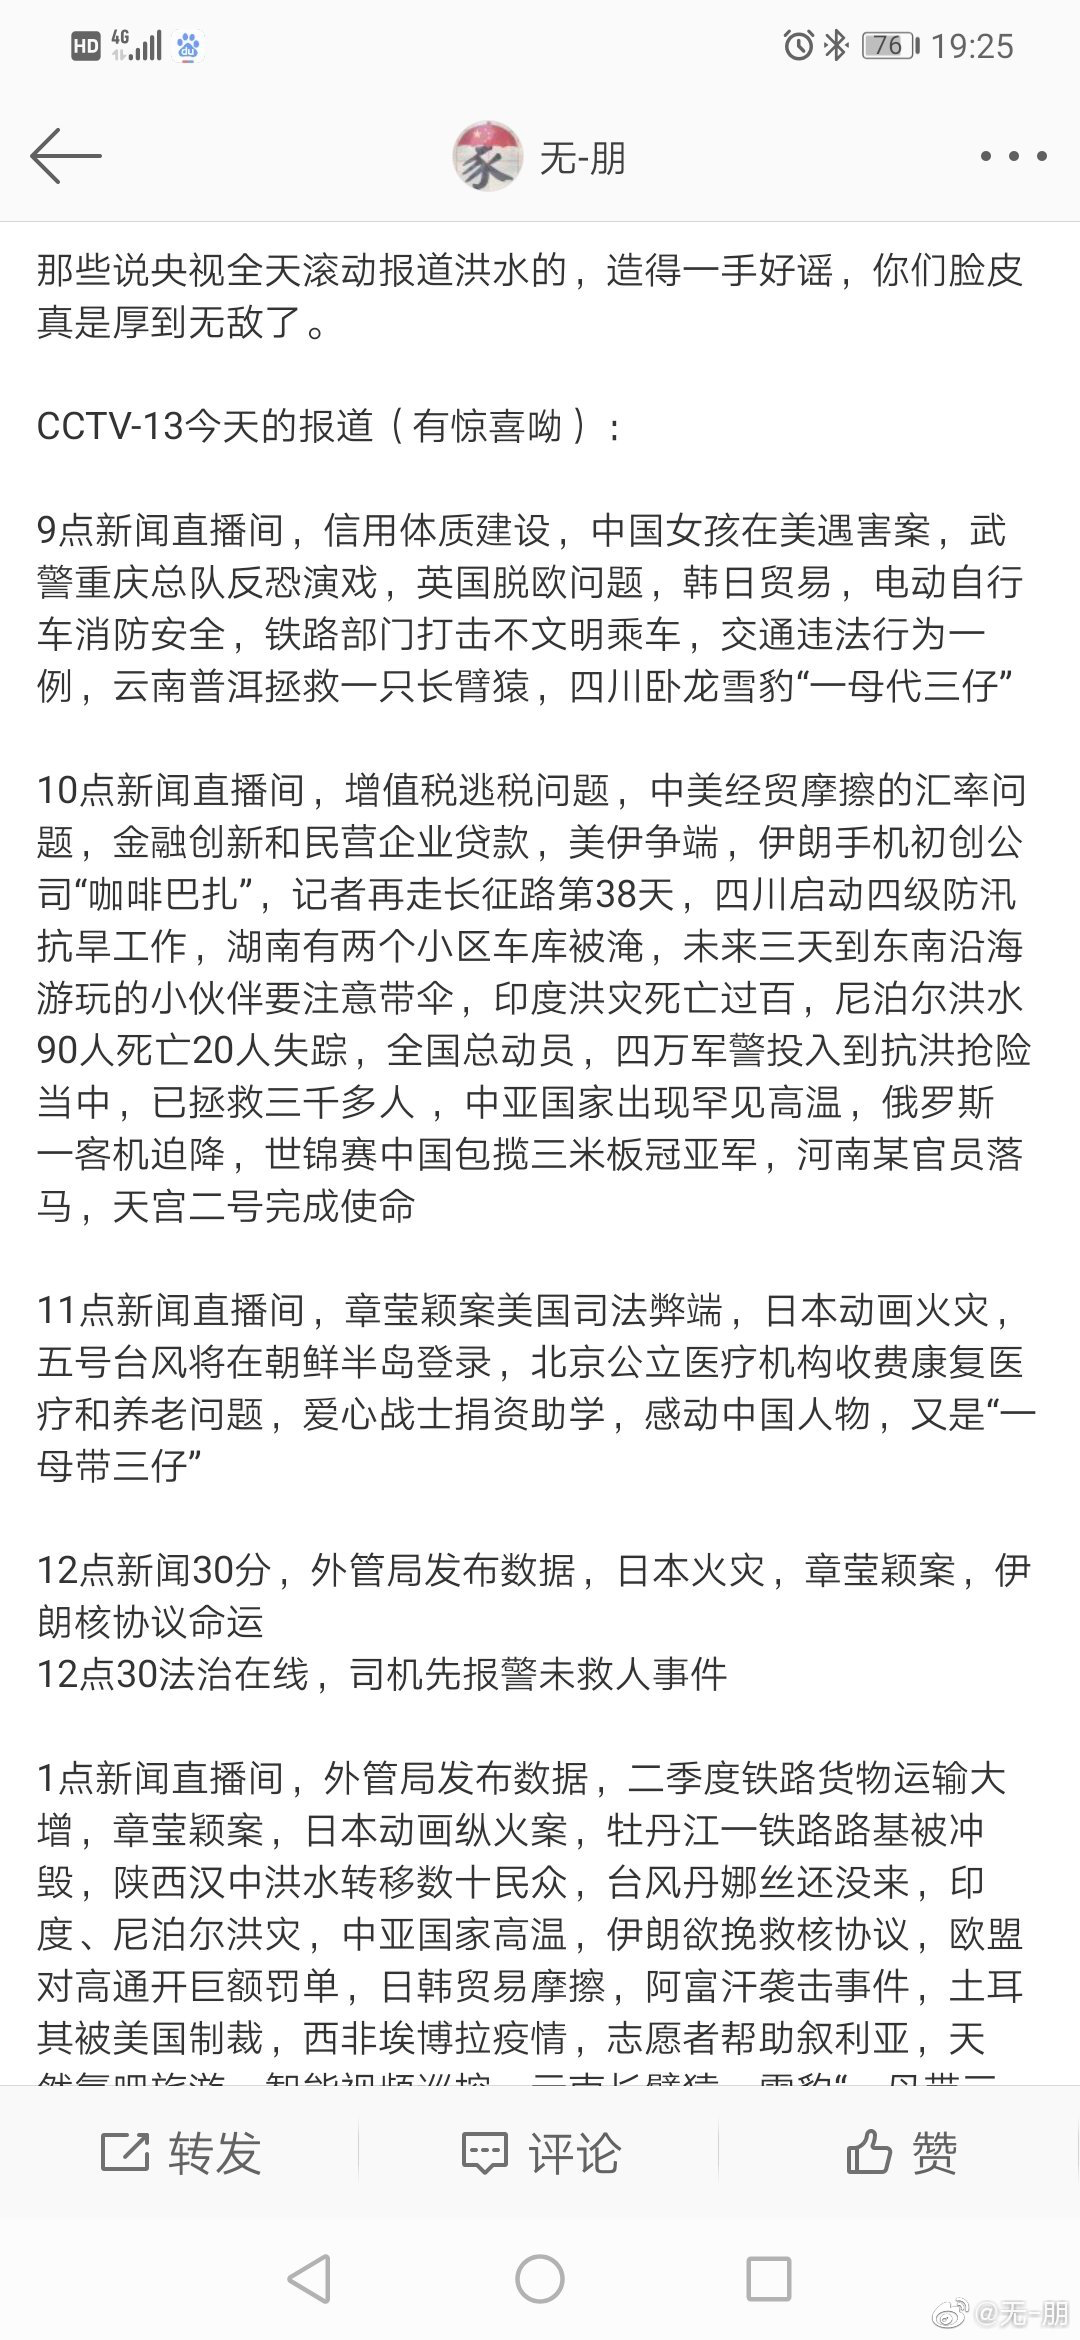 HD 4G du 76 19:25
无-朋
那些说央视全天滚动报道洪水的，造得一手好谣，你们脸皮
真是厚到无敌了。
CCTV-13今天的报道（有惊喜呦）：
9点新闻直播间，信用体质建设，中国女孩在美遇害案，武
警重庆总队反恐演戏，英国脱欧问题，韩日贸易，电动自行
车消防安全，铁路部门打击不文明乘车，交通违法行为一
例，云南普洱拯救一只长臂猿，四川卧龙雪豹“一母代三仔”
10点新闻直播间，增值税逃税问题，中美经贸摩擦的汇率问
题，金融创新和民营企业贷款，美伊争端，伊朗手机初创公
司“咖啡巴扎”，记者再走长征路第38天，四川启动四级防汛
抗旱工作，湖南有两个小区车库被淹，未来三天到东南沿海
游玩的小伙伴要注意带伞，印度洪灾死亡过百，尼泊尔洪水
90人死亡20人失踪，全国总动员，四万军警投入到抗洪抢险
当中，已拯救三千多人 ，中亚国家出现罕见高温，俄罗斯
一客机迫降，世锦赛中国包揽三米板冠亚军，河南某官员落
马，天宫二号完成使命
11点新闻直播间，章莹颖案美国司法弊端，日本动画火灾，
五号台风将在朝鲜半岛登录，北京公立医疗机构收费康复医
疗和养老问题，爱心战士捐资助学，感动中国人物，又是“一
母带三仔”
12点新闻30分，外管局发布数据，日本火灾，章莹颖案，伊
朗核协议命运
12点30法治在线，司机先报警未救人事件
1点新闻直播间，外管局发布数据，二季度铁路货物运输大
增，章莹颖案，日本动画纵火案，牡丹江一铁路路基被冲
毁，陕西汉中洪水转移数十民众，台风丹娜丝还没来，印
度、尼泊尔洪灾，中亚国家高温，伊朗欲挽救核协议，欧盟
对高通开巨额罚单，日韩贸易摩擦，阿富汗袭击事件，土耳
其被美国制裁，西非埃博拉疫情，志愿者帮助叙利亚，天
转发 评论 赞
@无-朋